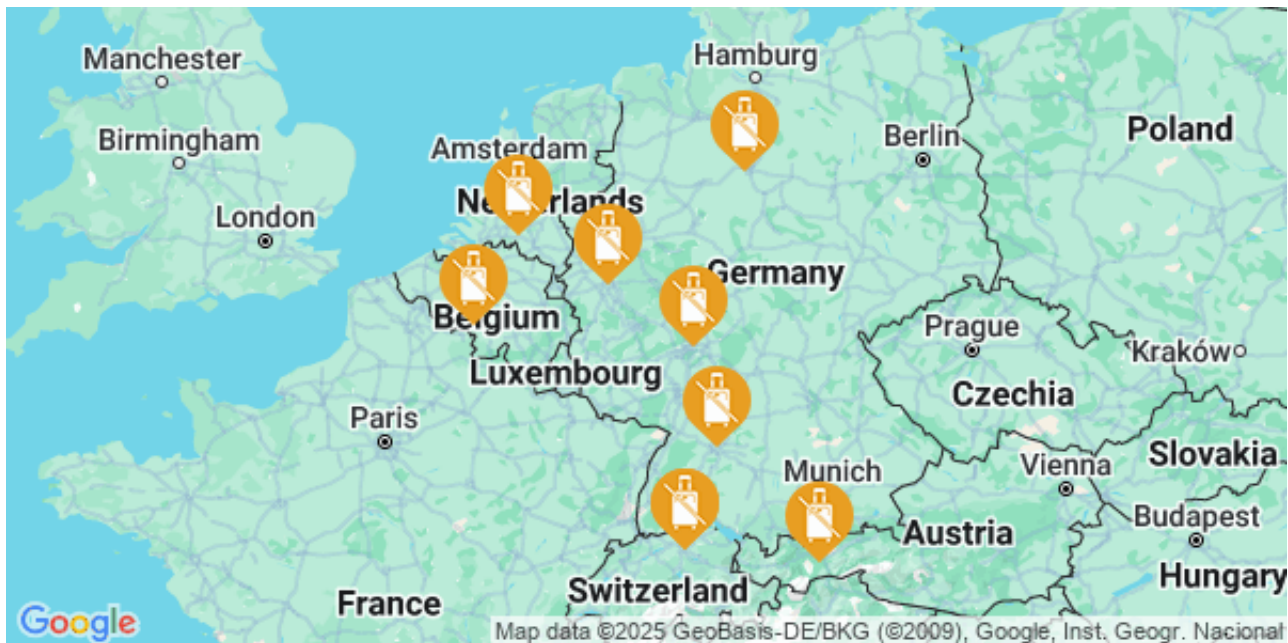 Hamburg
Manchester
Poland
Berlin
Birmingham
Amsterdam
Netherlands
London
Germany
Belgium
Prague
Kraków
Luxembourg
Czechia
Paris
Slovakia
Munich
Vienna
Budapest
Austria
Hungary
Switzerland
France
Google
Map data ©2025 GeoBasis-DE/BKG (©2009), Google, Inst. Geogr. Nacional